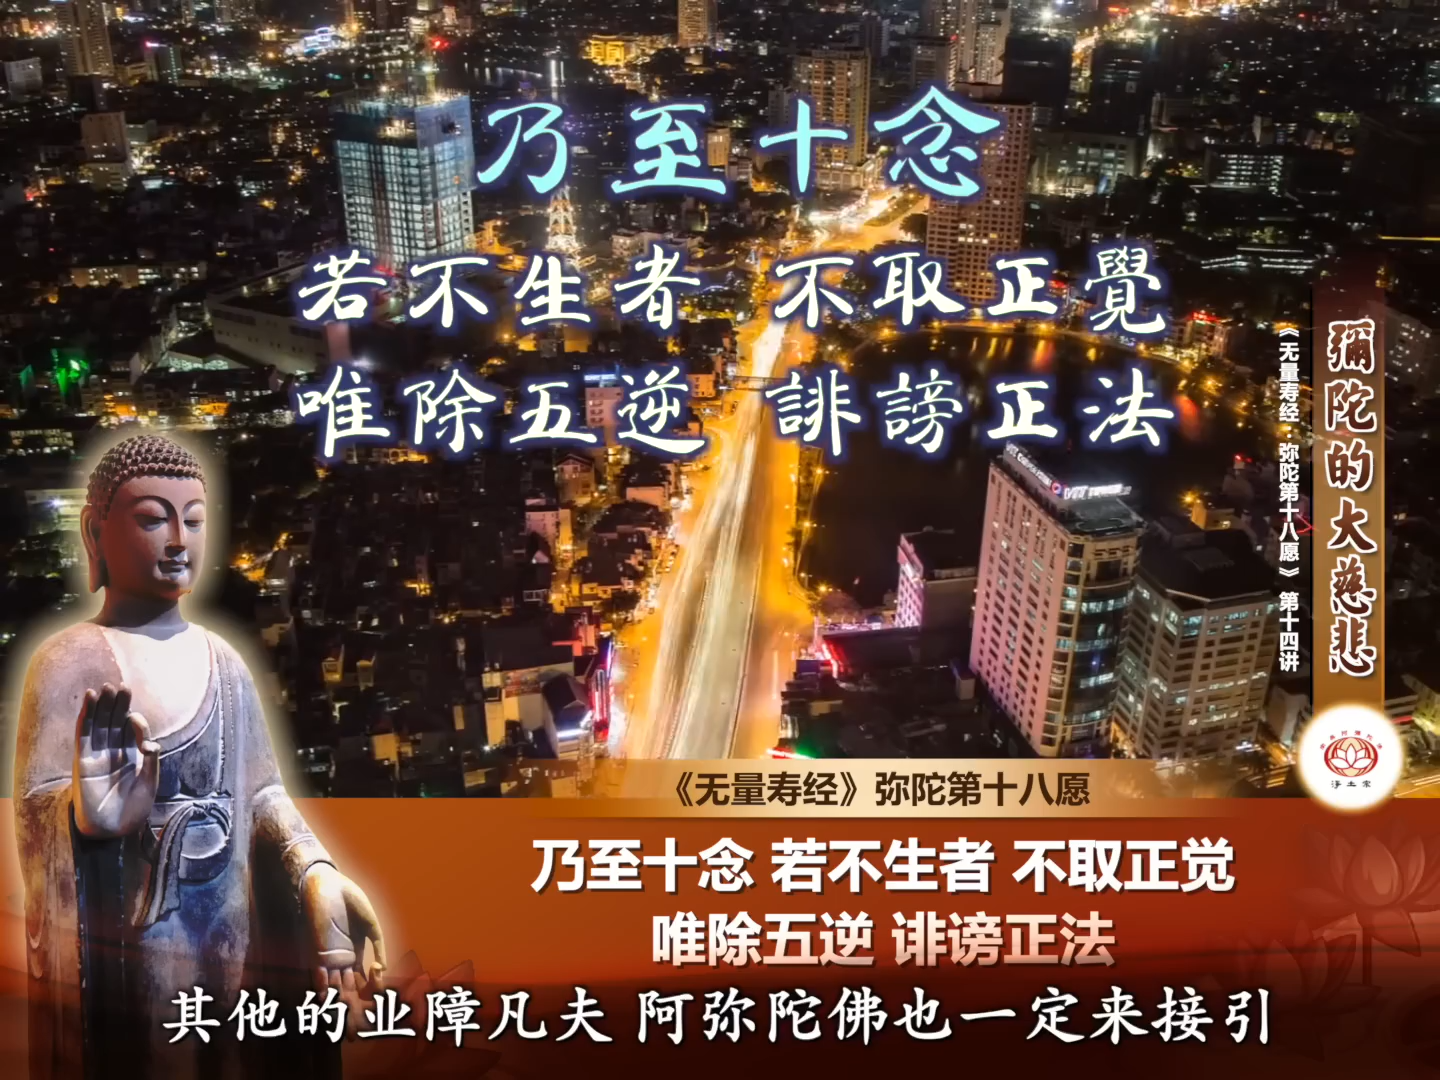 乃至十念
若不生者 不取正覺
唯除五逆 誹謗正法
彌陀的大慈悲
《无量寿经:弥陀第十八愿》 第十四讲
净土宗
《无量寿经》弥陀第十八愿
乃至十念 若不生者 不取正觉
唯除五逆 诽谤正法
其他的业障凡夫 阿弥陀佛也一定来接引